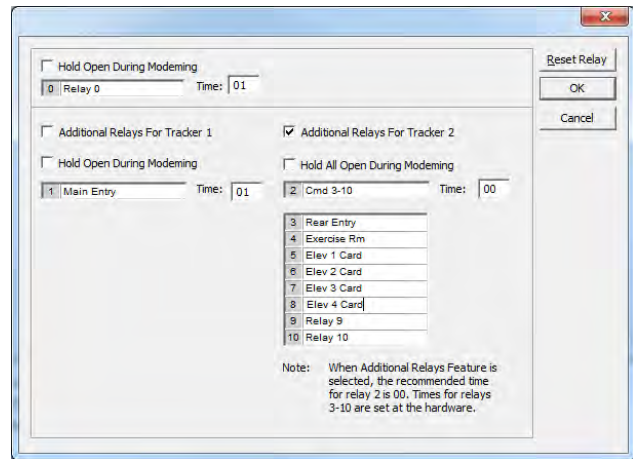 Hold Open During Modeming
0 Relay 0 Time: 01
Additional Relays For Tracker 1
Hold Open During Modeming
1 Main Entry Time: 01
Additional Relays For Tracker 2
Hold All Open During Modeming
2 Cmd 3-10 Time: 00
3 Rear Entry
4 Exercise Rm
5 Elev 1 Card
6 Elev 2 Card
7 Elev 3 Card
8 Elev 4 Card
9 Relay 9
10 Relay 10
Note: When Additional Relays Feature is
selected, the recommended time
for relay 2 is 00. Times for relays
3-10 are set at the hardware.
Reset Relay
OK
Cancel